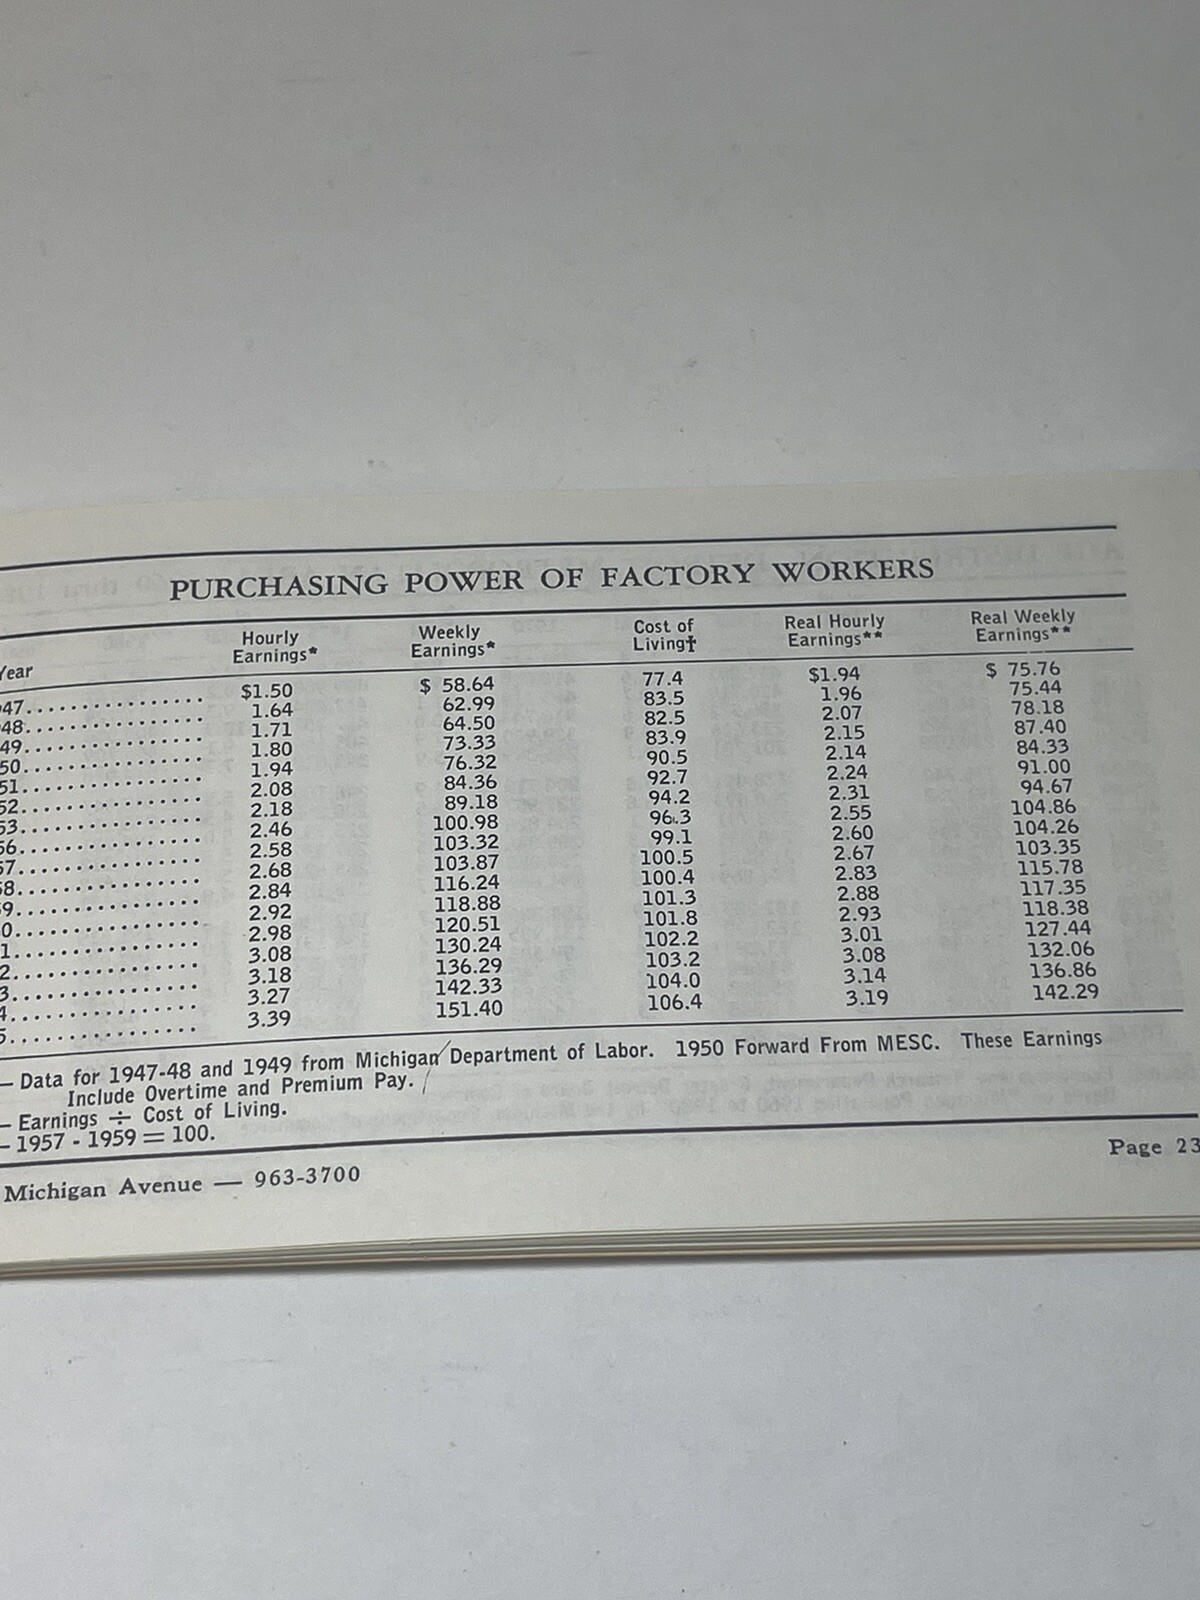 PURCHASING POWER OF FACTORY WORKERS
Year Hourly Earnings* Weekly Earnings* Cost of Living† Real Hourly Earnings** Real Weekly Earnings**
47 $1.50 $ 58.64 77.4 $1.94 $ 75.76
48 1.64 62.99 83.5 1.96 75.44
49 1.71 64.50 82.5 2.07 78.18
50 1.80 73.33 83.9 2.15 87.40
51 1.94 76.32 90.5 2.14 84.33
52 2.08 84.36 92.7 2.24 91.00
53 2.18 89.18 94.2 2.31 94.67
56 2.46 100.98 96.3 2.55 104.86
57 2.58 103.32 99.1 2.60 104.26
8 2.68 103.87 100.5 2.67 103.35
9 2.84 116.24 100.4 2.83 115.78
0 2.92 118.88 101.3 2.88 117.35
1 2.98 120.51 101.8 2.93 118.38
2 3.08 130.24 102.2 3.01 127.44
3 3.18 136.29 103.2 3.08 132.06
4 3.27 142.33 104.0 3.14 136.86
5 3.39 151.40 106.4 3.19 142.29
— Data for 1947-48 and 1949 from Michigan Department of Labor. 1950 Forward From MESC. These Earnings
Include Overtime and Premium Pay.
— Earnings ÷ Cost of Living.
— 1957 - 1959 = 100.
Michigan Avenue — 963-3700 Page 23